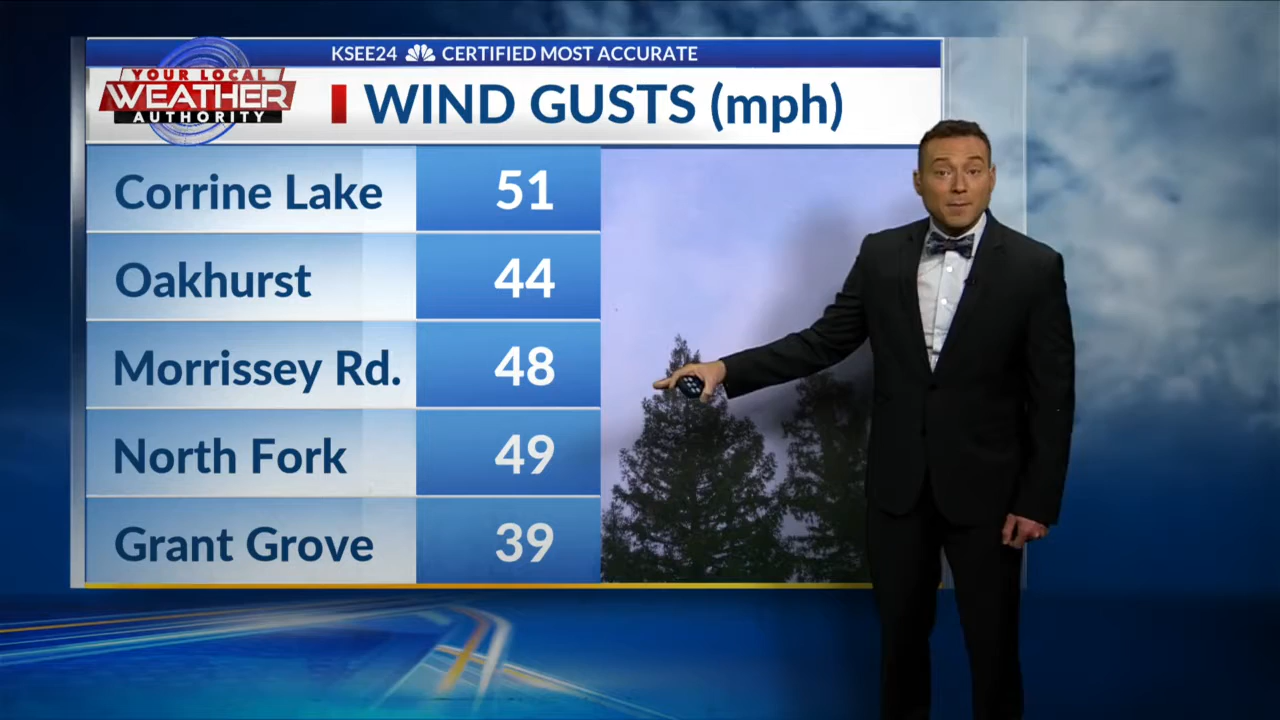 KSEE24 CERTIFIED MOST ACCURATE
YOUR LOCAL
WEATHER
AUTHORITY
WIND GUSTS (mph)
Corrine Lake 51
Oakhurst 44
Morrissey Rd. 48
North Fork 49
Grant Grove 39